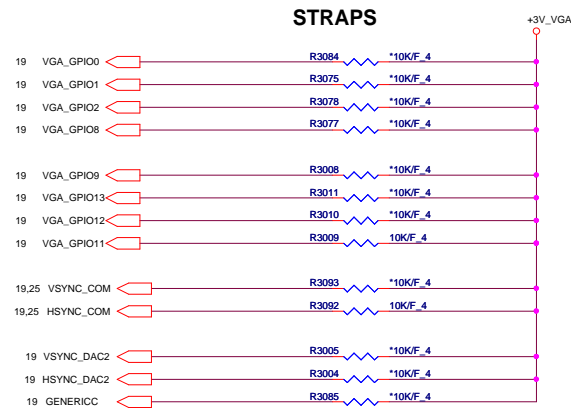 STRAPS
+3V_VGA
19 VGA_GPIO0 R3084 *10K/F_4
19 VGA_GPIO1 R3075 *10K/F_4
19 VGA_GPIO2 R3078 *10K/F_4
19 VGA_GPIO8 R3077 *10K/F_4
19 VGA_GPIO9 R3008 *10K/F_4
19 VGA_GPIO13 R3011 *10K/F_4
19 VGA_GPIO12 R3010 *10K/F_4
19 VGA_GPIO11 R3009 10K/F_4
19,25 VSYNC_COM R3093 *10K/F_4
19,25 HSYNC_COM R3092 10K/F_4
19 VSYNC_DAC2 R3005 *10K/F_4
19 HSYNC_DAC2 R3004 *10K/F_4
19 GENERICC R3085 *10K/F_4